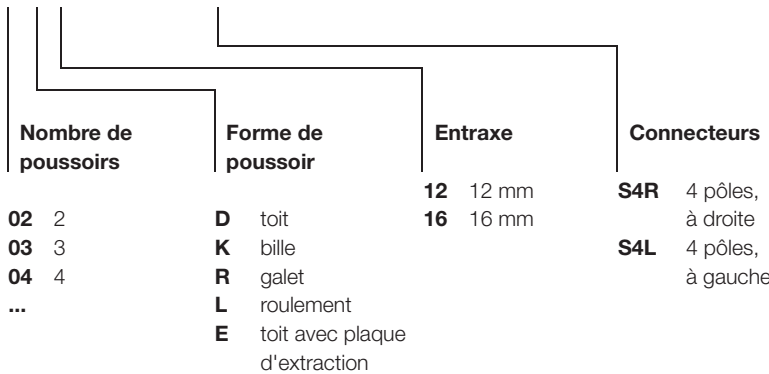 Nombre de
poussoirs
02 2
03 3
04 4
...
Forme de
poussoir
D toit
K bille
R galet
L roulement
E toit avec plaque
d'extraction
Entraxe
12 12 mm
16 16 mm
Connecteurs
S4R 4 pôles,
à droite
S4L 4 pôles,
à gauche